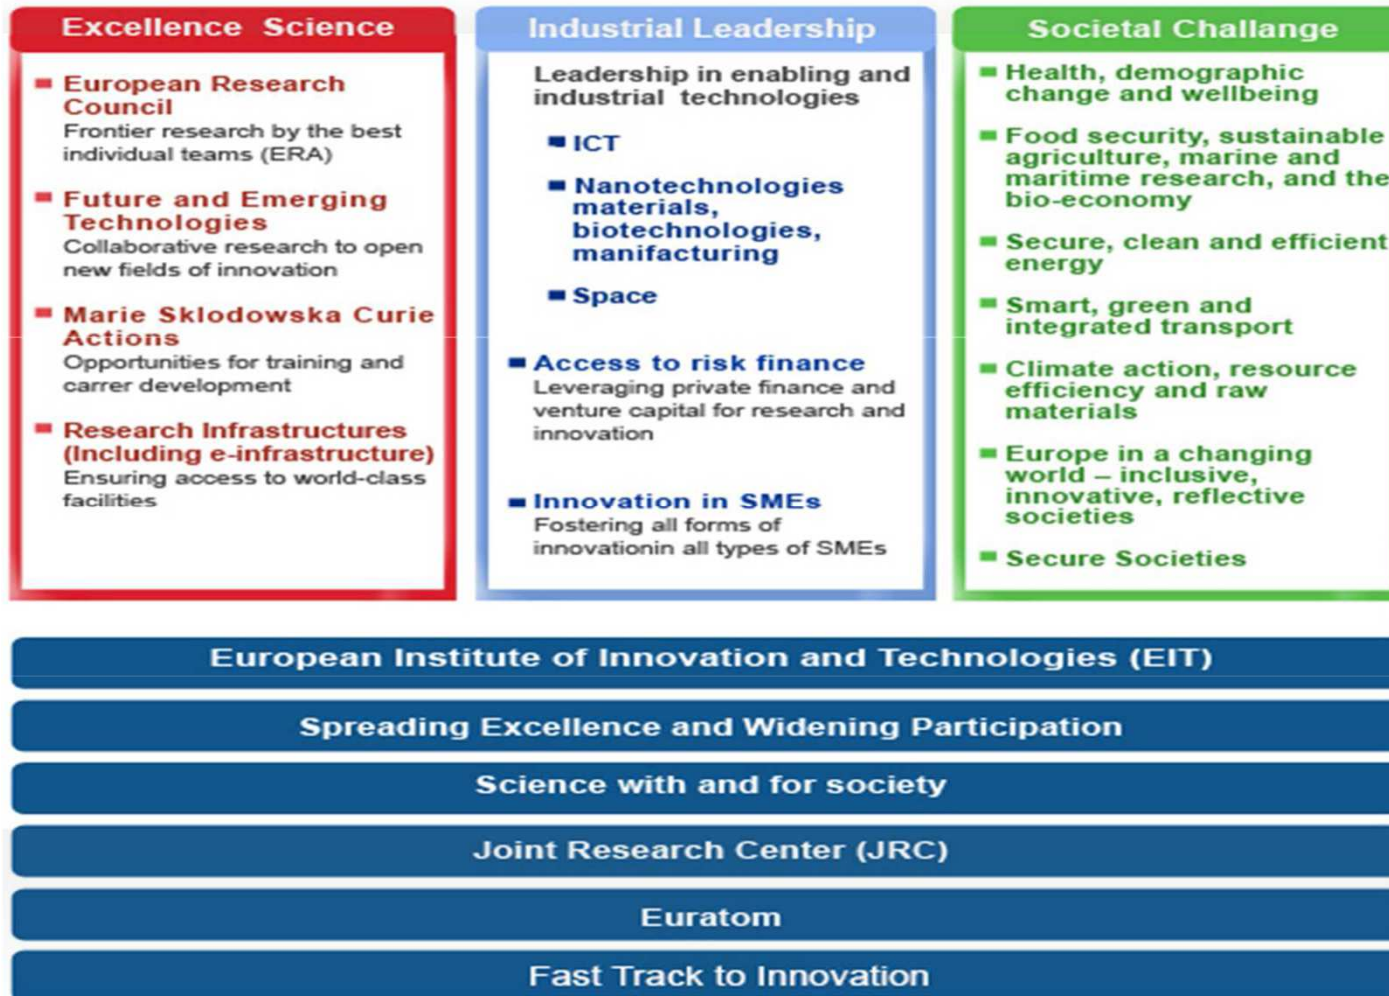 Excellence Science
European Research
Council
Frontier research by the best
individual teams (ERA)
Future and Emerging
Technologies
Collaborative research to open
new fields of innovation
Marie Sklodowska Curie
Actions
Opportunities for training and
carrer development
Research Infrastructures
(Including e-infrastructure)
Ensuring access to world-class
facilities
Industrial Leadership
Leadership in enabling and
industrial technologies
ICT
Nanotechnologies
materials,
biotechnologies,
manifacturing
Space
Access to risk finance
Leveraging private finance and
venture capital for research and
innovation
Innovation in SMEs
Fostering all forms of
innovationin all types of SMEs
Societal Challange
Health, demographic
change and wellbeing
Food security, sustainable
agriculture, marine and
maritime research, and the
bio-economy
Secure, clean and efficient
energy
Smart, green and
integrated transport
Climate action, resource
efficiency and raw
materials
Europe in a changing
world – inclusive,
innovative, reflective
societies
Secure Societies
European Institute of Innovation and Technologies (EIT)
Spreading Excellence and Widening Participation
Science with and for society
Joint Research Center (JRC)
Euratom
Fast Track to Innovation